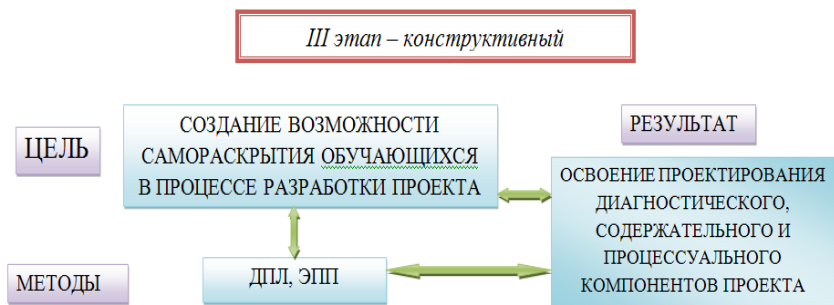 III этап – конструктивный
ЦЕЛЬ
СОЗДАНИЕ ВОЗМОЖНОСТИ
САМОРАСКРЫТИЯ ОБУЧАЮЩИХСЯ
В ПРОЦЕССЕ РАЗРАБОТКИ ПРОЕКТА
РЕЗУЛЬТАТ
ОСВОЕНИЕ ПРОЕКТИРОВАНИЯ
ДИАГНОСТИЧЕСКОГО,
СОДЕРЖАТЕЛЬНОГО И
ПРОЦЕССУАЛЬНОГО
КОМПОНЕНТОВ ПРОЕКТА
МЕТОДЫ
ДПЛ, ЭПП